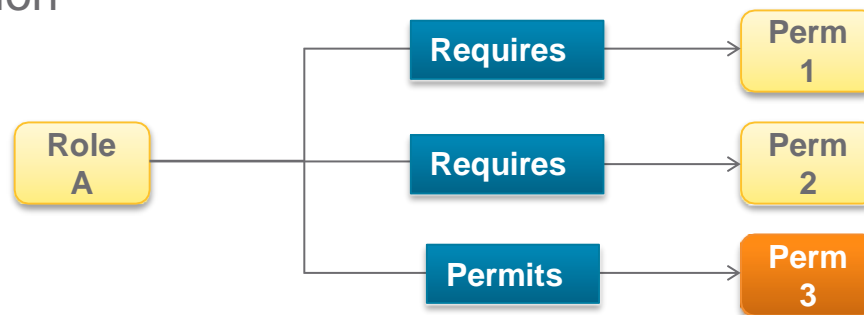 Requires
Perm
1
Role
A
Requires
Perm
2
Permits
Perm
3